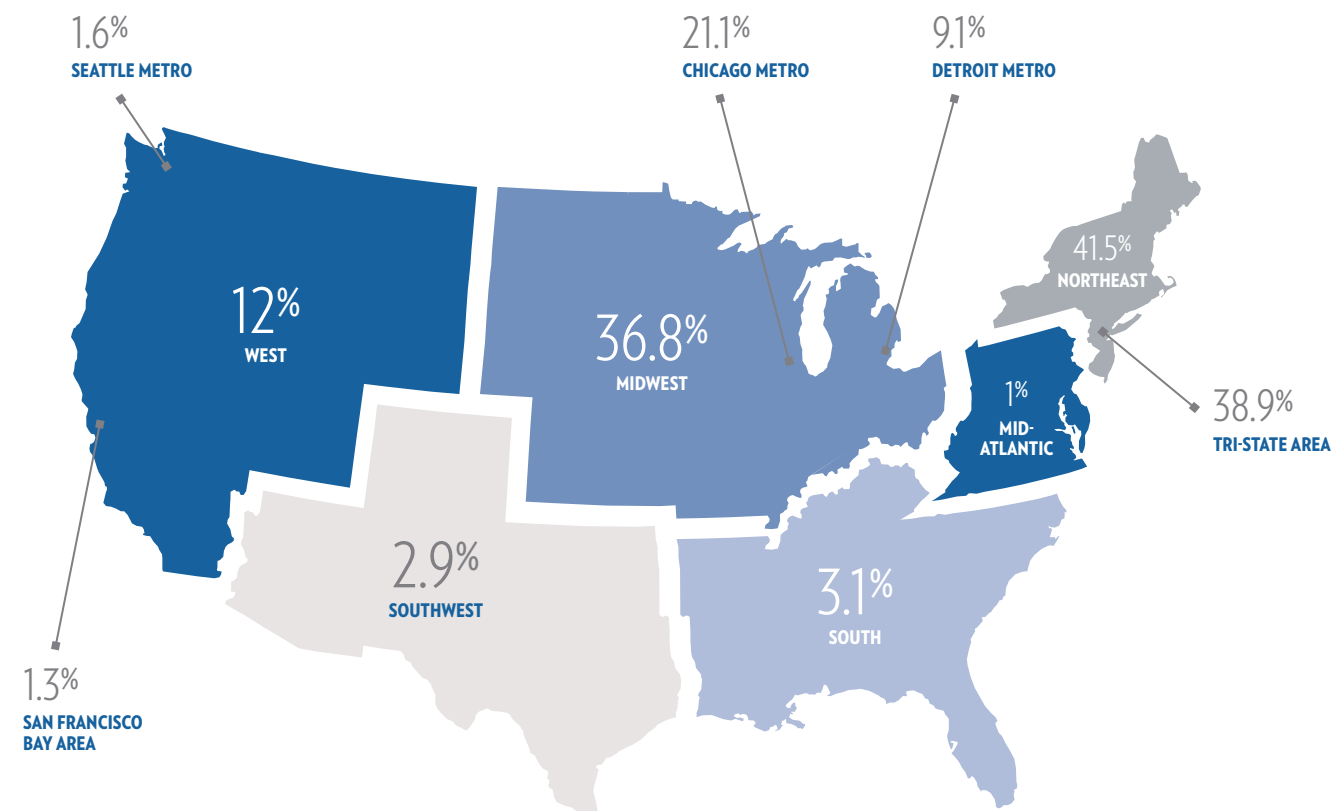 1.6%
SEATTLE METRO
21.1%
CHICAGO METRO
9.1%
DETROIT METRO
41.5%
NORTHEAST
12%
WEST
36.8%
MIDWEST
1%
MID-
ATLANTIC
38.9%
TRI-STATE AREA
2.9%
SOUTHWEST
3.1%
SOUTH
1.3%
SAN FRANCISCO
BAY AREA